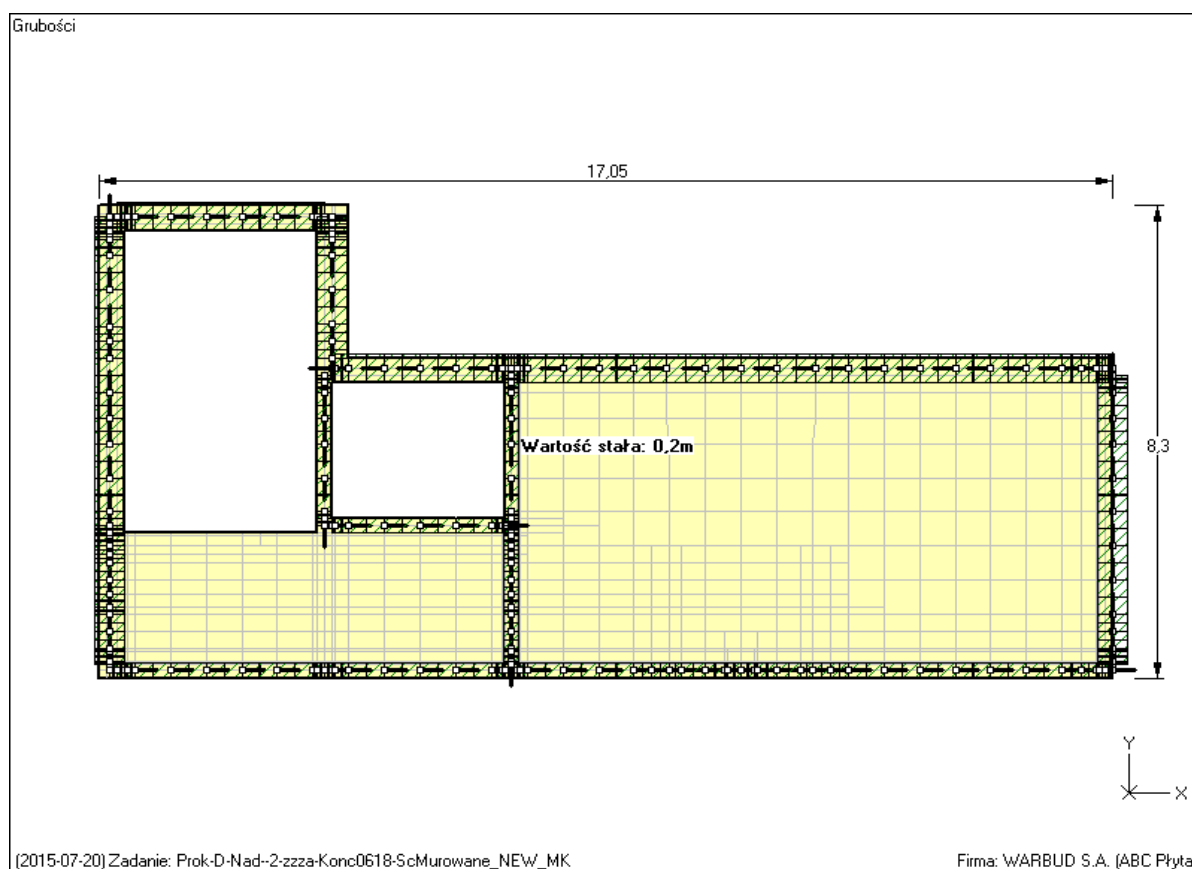 Grubości
17,05
Wartość stała: 0,2m
8,3
Y
X
(2015-07-20) Zadanie: Prok-D-Nad--2-zzza-Konc0618-ScMurowane_NEW_MK
Firma: WARBUD S.A. (ABC Płyta